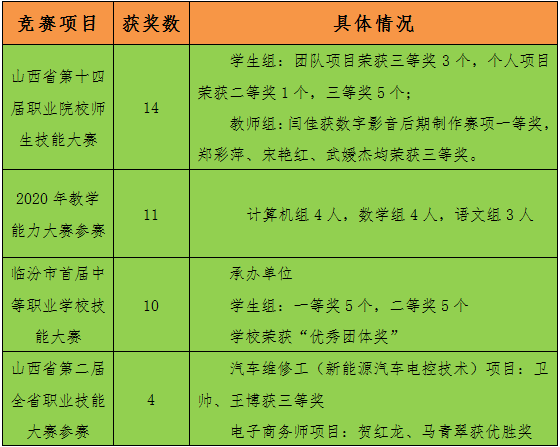 竞赛项目 获奖数 具体情况
山西省第十四
届职业院校师
生技能大赛
14
学生组：团队项目荣获三等奖3个，个人项目
荣获二等奖1个，三等奖5个；
教师组：闫佳获数字影音后期制作赛项一等奖，
郑彩萍、宋艳红、武媛杰均荣获三等奖。
2020年教学
能力大赛参赛
11
计算机组4人，数学组4人，语文组3人
临汾市首届中
等职业学校技
能大赛
10
承办单位
学生组：一等奖5个，二等奖5个
学校荣获“优秀团体奖”
山西省第二届
全省职业技能
大赛参赛
4
汽车维修工（新能源汽车电控技术）项目：卫
帅、王博获三等奖
电子商务师项目：贺红龙、马青翠获优胜奖